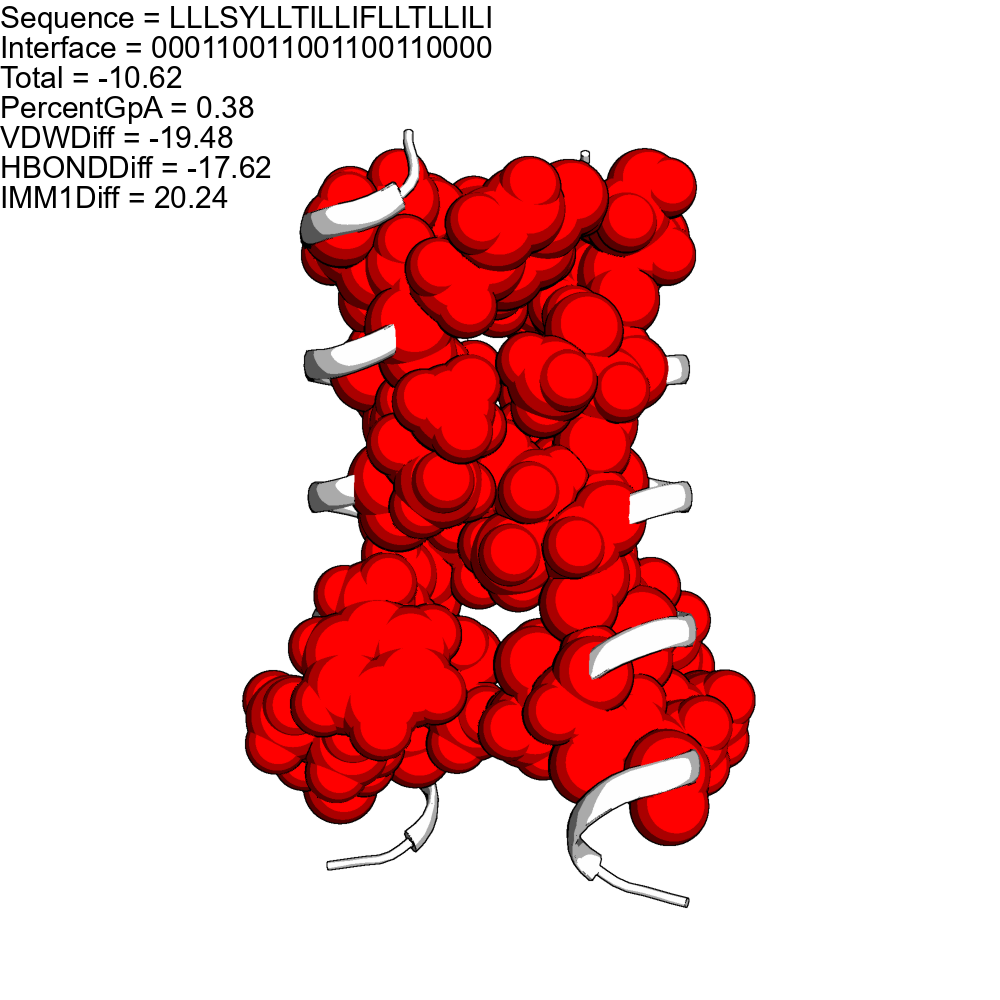 Sequence = LLLSYLLTILLIFLLTLLILI
Interface = 000110011001100110000
Total = -10.62
PercentGpA = 0.38
VDWDiff = -19.48
HBONDDiff = -17.62
IMM1Diff = 20.24